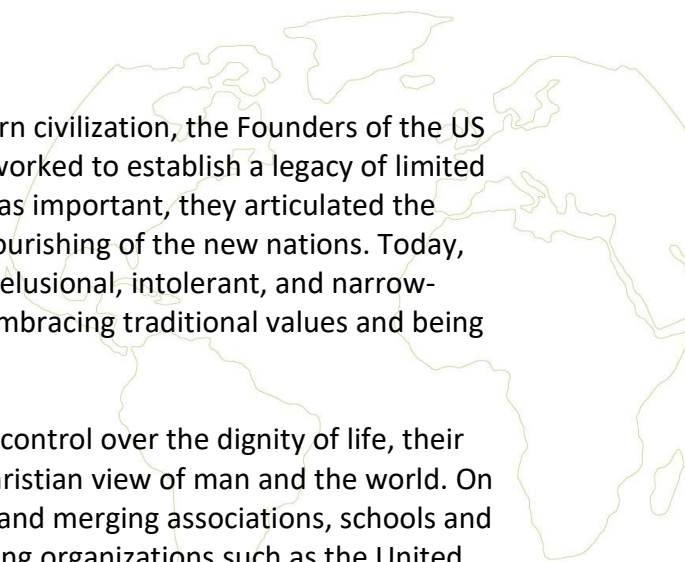 rn civilization, the Founders of the US
worked to establish a legacy of limited
as important, they articulated the
ourishing of the new nations. Today,
elusional, intolerant, and narrow-
mbracing traditional values and being
control over the dignity of life, their
ristian view of man and the world. On
and merging associations, schools and
ng organizations such as the United